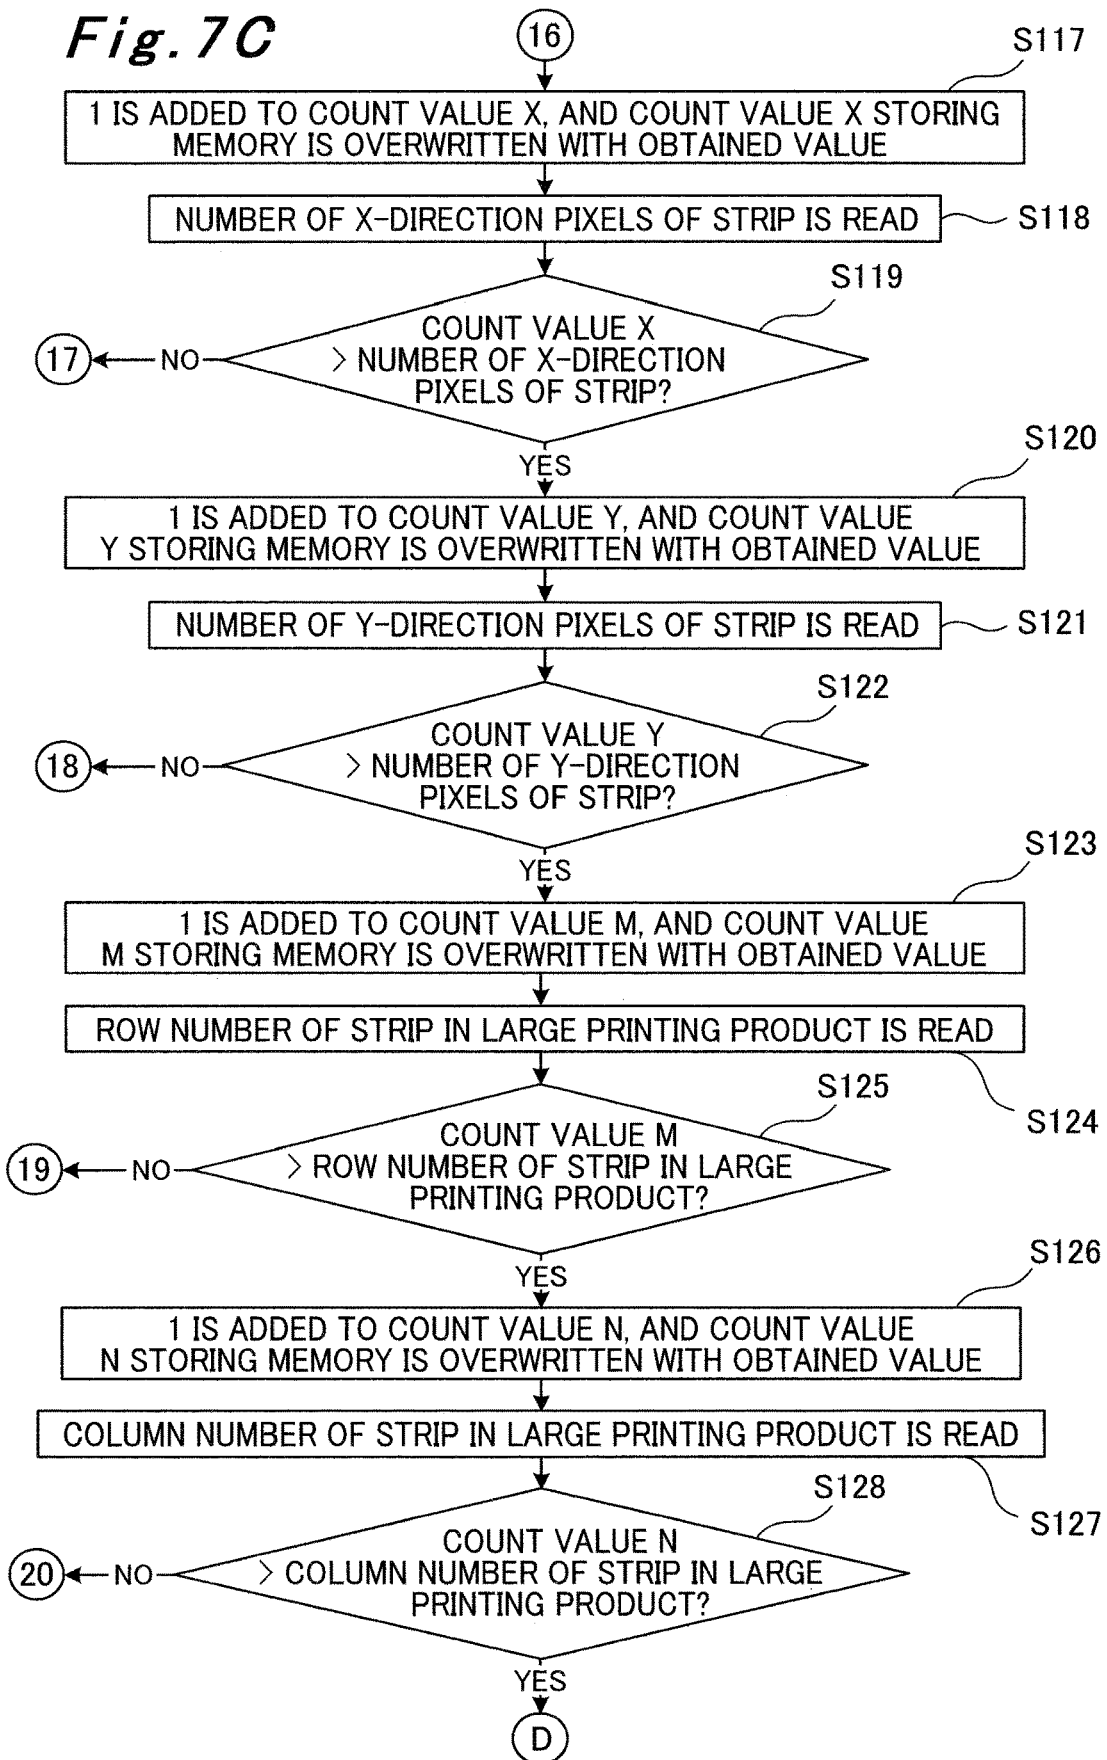 Fig. 7C
16
S117
1 IS ADDED TO COUNT VALUE X, AND COUNT VALUE X STORING
MEMORY IS OVERWRITTEN WITH OBTAINED VALUE
NUMBER OF X-DIRECTION PIXELS OF STRIP IS READ
S118
S119
COUNT VALUE X
> NUMBER OF X-DIRECTION
PIXELS OF STRIP?
NO
17
YES
S120
1 IS ADDED TO COUNT VALUE Y, AND COUNT VALUE
Y STORING MEMORY IS OVERWRITTEN WITH OBTAINED VALUE
NUMBER OF Y-DIRECTION PIXELS OF STRIP IS READ
S121
S122
COUNT VALUE Y
> NUMBER OF Y-DIRECTION
PIXELS OF STRIP?
NO
18
YES
S123
1 IS ADDED TO COUNT VALUE M, AND COUNT VALUE
M STORING MEMORY IS OVERWRITTEN WITH OBTAINED VALUE
ROW NUMBER OF STRIP IN LARGE PRINTING PRODUCT IS READ
S124
S125
COUNT VALUE M
> ROW NUMBER OF STRIP IN LARGE
PRINTING PRODUCT?
NO
19
YES
S126
1 IS ADDED TO COUNT VALUE N, AND COUNT VALUE
N STORING MEMORY IS OVERWRITTEN WITH OBTAINED VALUE
COLUMN NUMBER OF STRIP IN LARGE PRINTING PRODUCT IS READ
S127
S128
COUNT VALUE N
> COLUMN NUMBER OF STRIP IN LARGE
PRINTING PRODUCT?
NO
20
YES
D